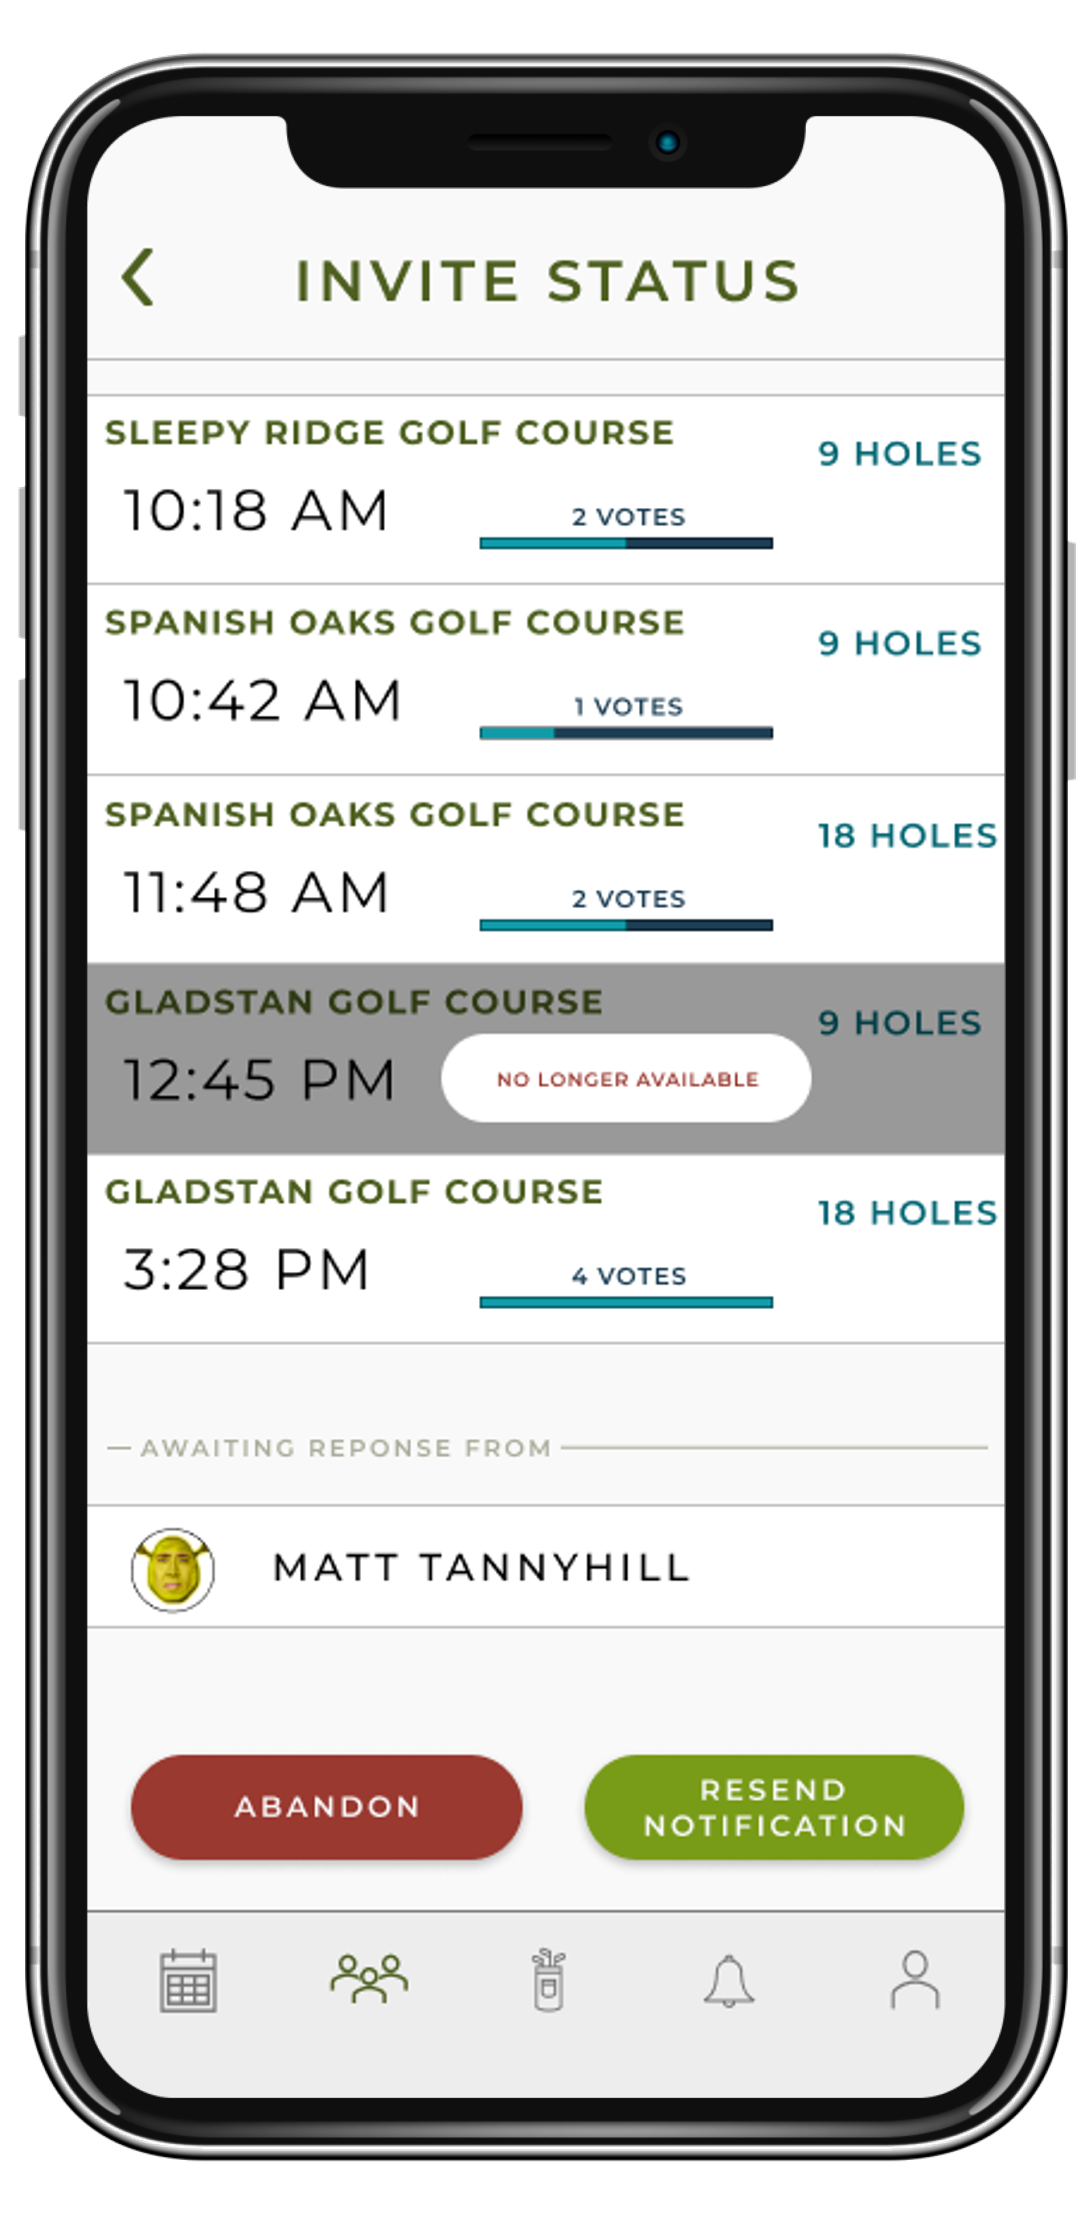 INVITE STATUS
SLEEPY RIDGE GOLF COURSE
9 HOLES
10:18 AM
2 VOTES
SPANISH OAKS GOLF COURSE
9 HOLES
10:42 AM
1 VOTES
SPANISH OAKS GOLF COURSE
18 HOLES
11:48 AM
2 VOTES
GLADSTAN GOLF COURSE
9 HOLES
12:45 PM
NO LONGER AVAILABLE
GLADSTAN GOLF COURSE
18 HOLES
3:28 PM
4 VOTES
AWAITING REPONSE FROM
MATT TANNYHILL
ABANDON
RESEND
NOTIFICATION